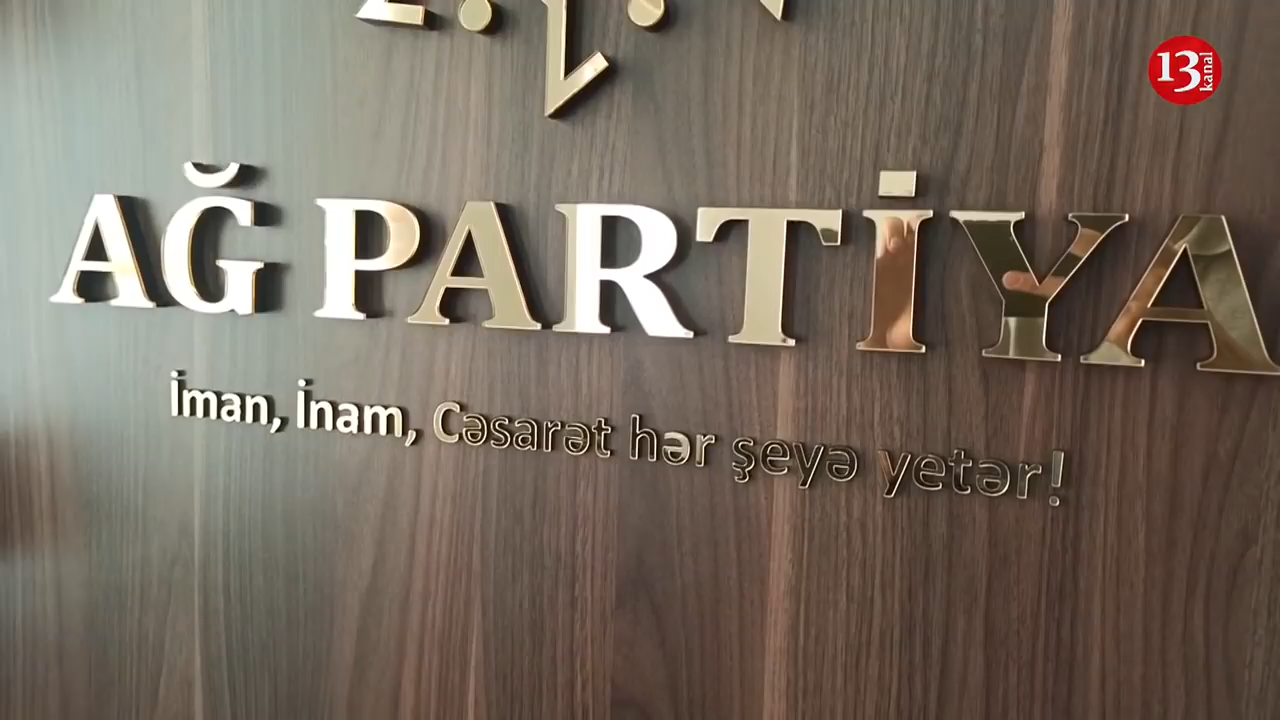 13 kanal
AĞ PARTİYA
İman, İnam, Cəsarət hər şeyə yetər!